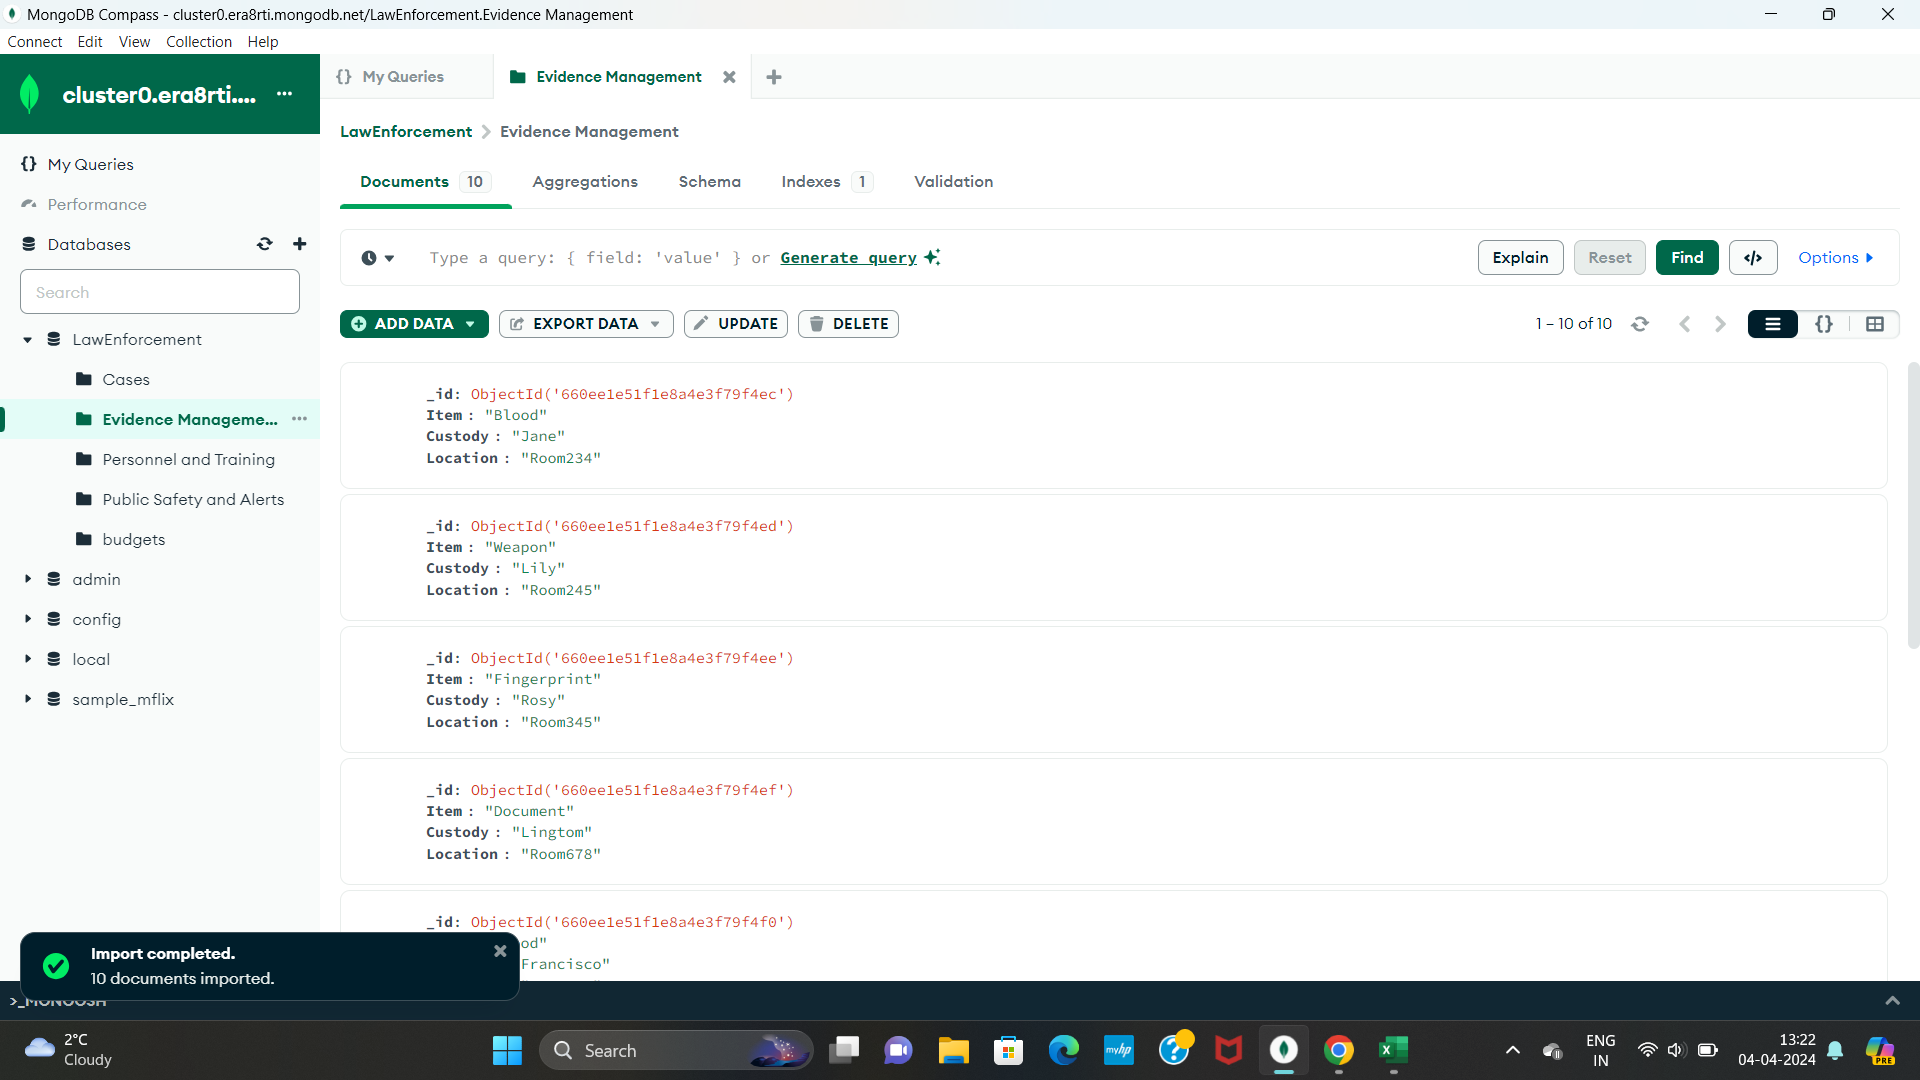 MongoDB Compass - cluster0.era8rti.mongodb.net/LawEnforcement.Evidence Management
Connect Edit View Collection Help
cluster0.era8rti....
My Queries
Performance
Databases
Search
LawEnforcement
Cases
Evidence Manageme...
Personnel and Training
Public Safety and Alerts
budgets
admin
config
local
sample_mflix
{} My Queries
Evidence Management
LawEnforcement > Evidence Management
Documents 10 Aggregations Schema Indexes 1 Validation
Type a query: { field: 'value' } or Generate query
Explain Reset Find </> Options
ADD DATA EXPORT DATA UPDATE DELETE
1 – 10 of 10
{}
_id: ObjectId('660ee1e51f1e8a4e3f79f4ec')
Item : "Blood"
Custody : "Jane"
Location : "Room234"
_id: ObjectId('660ee1e51f1e8a4e3f79f4ed')
Item : "Weapon"
Custody : "Lily"
Location : "Room245"
_id: ObjectId('660ee1e51f1e8a4e3f79f4ee')
Item : "Fingerprint"
Custody : "Rosy"
Location : "Room345"
_id: ObjectId('660ee1e51f1e8a4e3f79f4ef')
Item : "Document"
Custody : "Lingtom"
Location : "Room678"
_id: ObjectId('660ee1e51f1e8a4e3f79f4f0')
od"
Francisco"
Import completed.
10 documents imported.
>_MONGOSH
2°C
Cloudy
Search
myhp
ENG
IN
13:22
04-04-2024
PRE